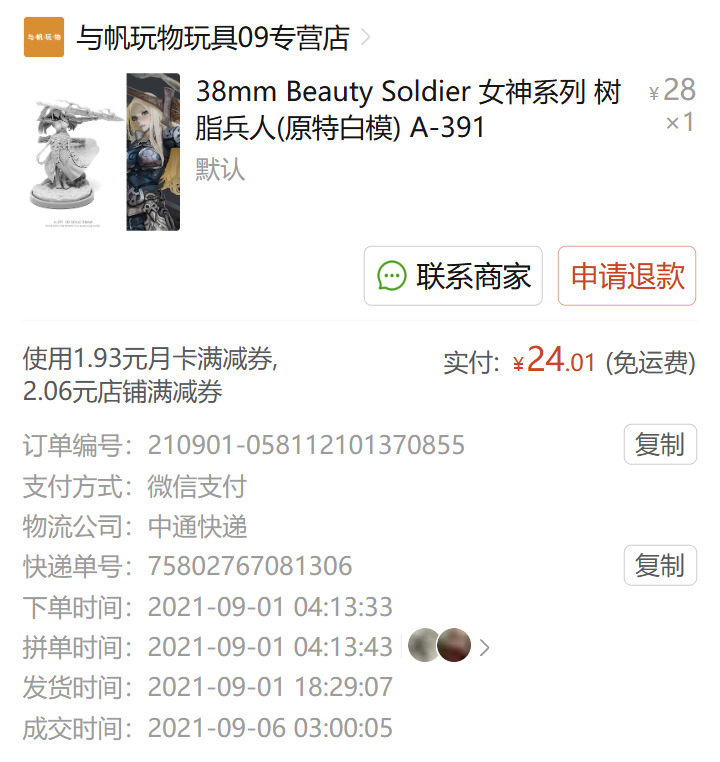 与·帆·玩·物
与帆玩物玩具09专营店
38mm Beauty Soldier 女神系列 树
脂兵人(原特白模) A-391
¥28
×1
默认
联系商家
申请退款
使用1.93元月卡满减券,
2.06元店铺满减券
实付: ¥24.01 (免运费)
订单编号: 210901-058112101370855
复制
支付方式: 微信支付
物流公司: 中通快递
快递单号: 75802767081306
复制
下单时间: 2021-09-01 04:13:33
拼单时间: 2021-09-01 04:13:43
发货时间: 2021-09-01 18:29:07
成交时间: 2021-09-06 03:00:05